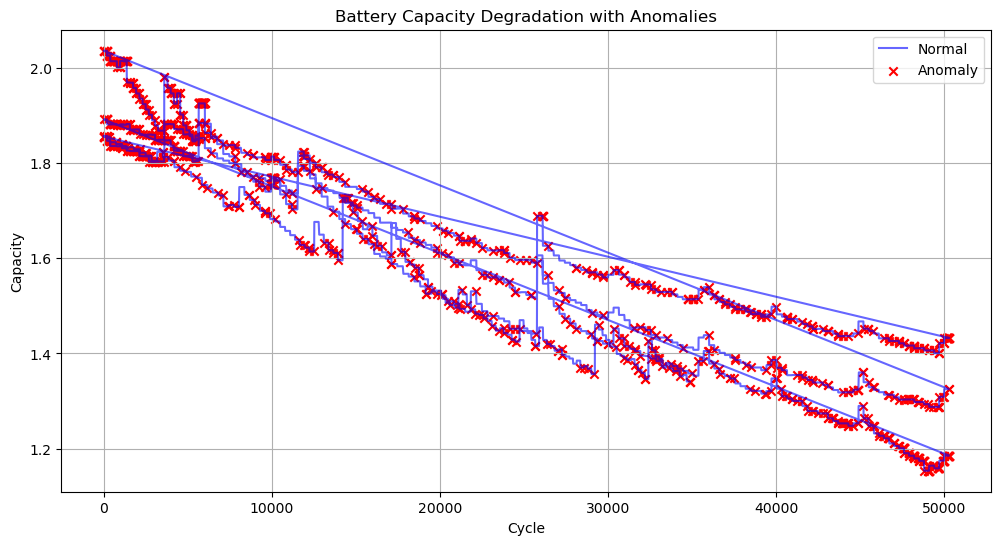 Battery Capacity Degradation with Anomalies
Normal
Anomaly
2.0
1.8
1.6
1.4
1.2
Capacity
0
10000
20000
30000
40000
50000
Cycle